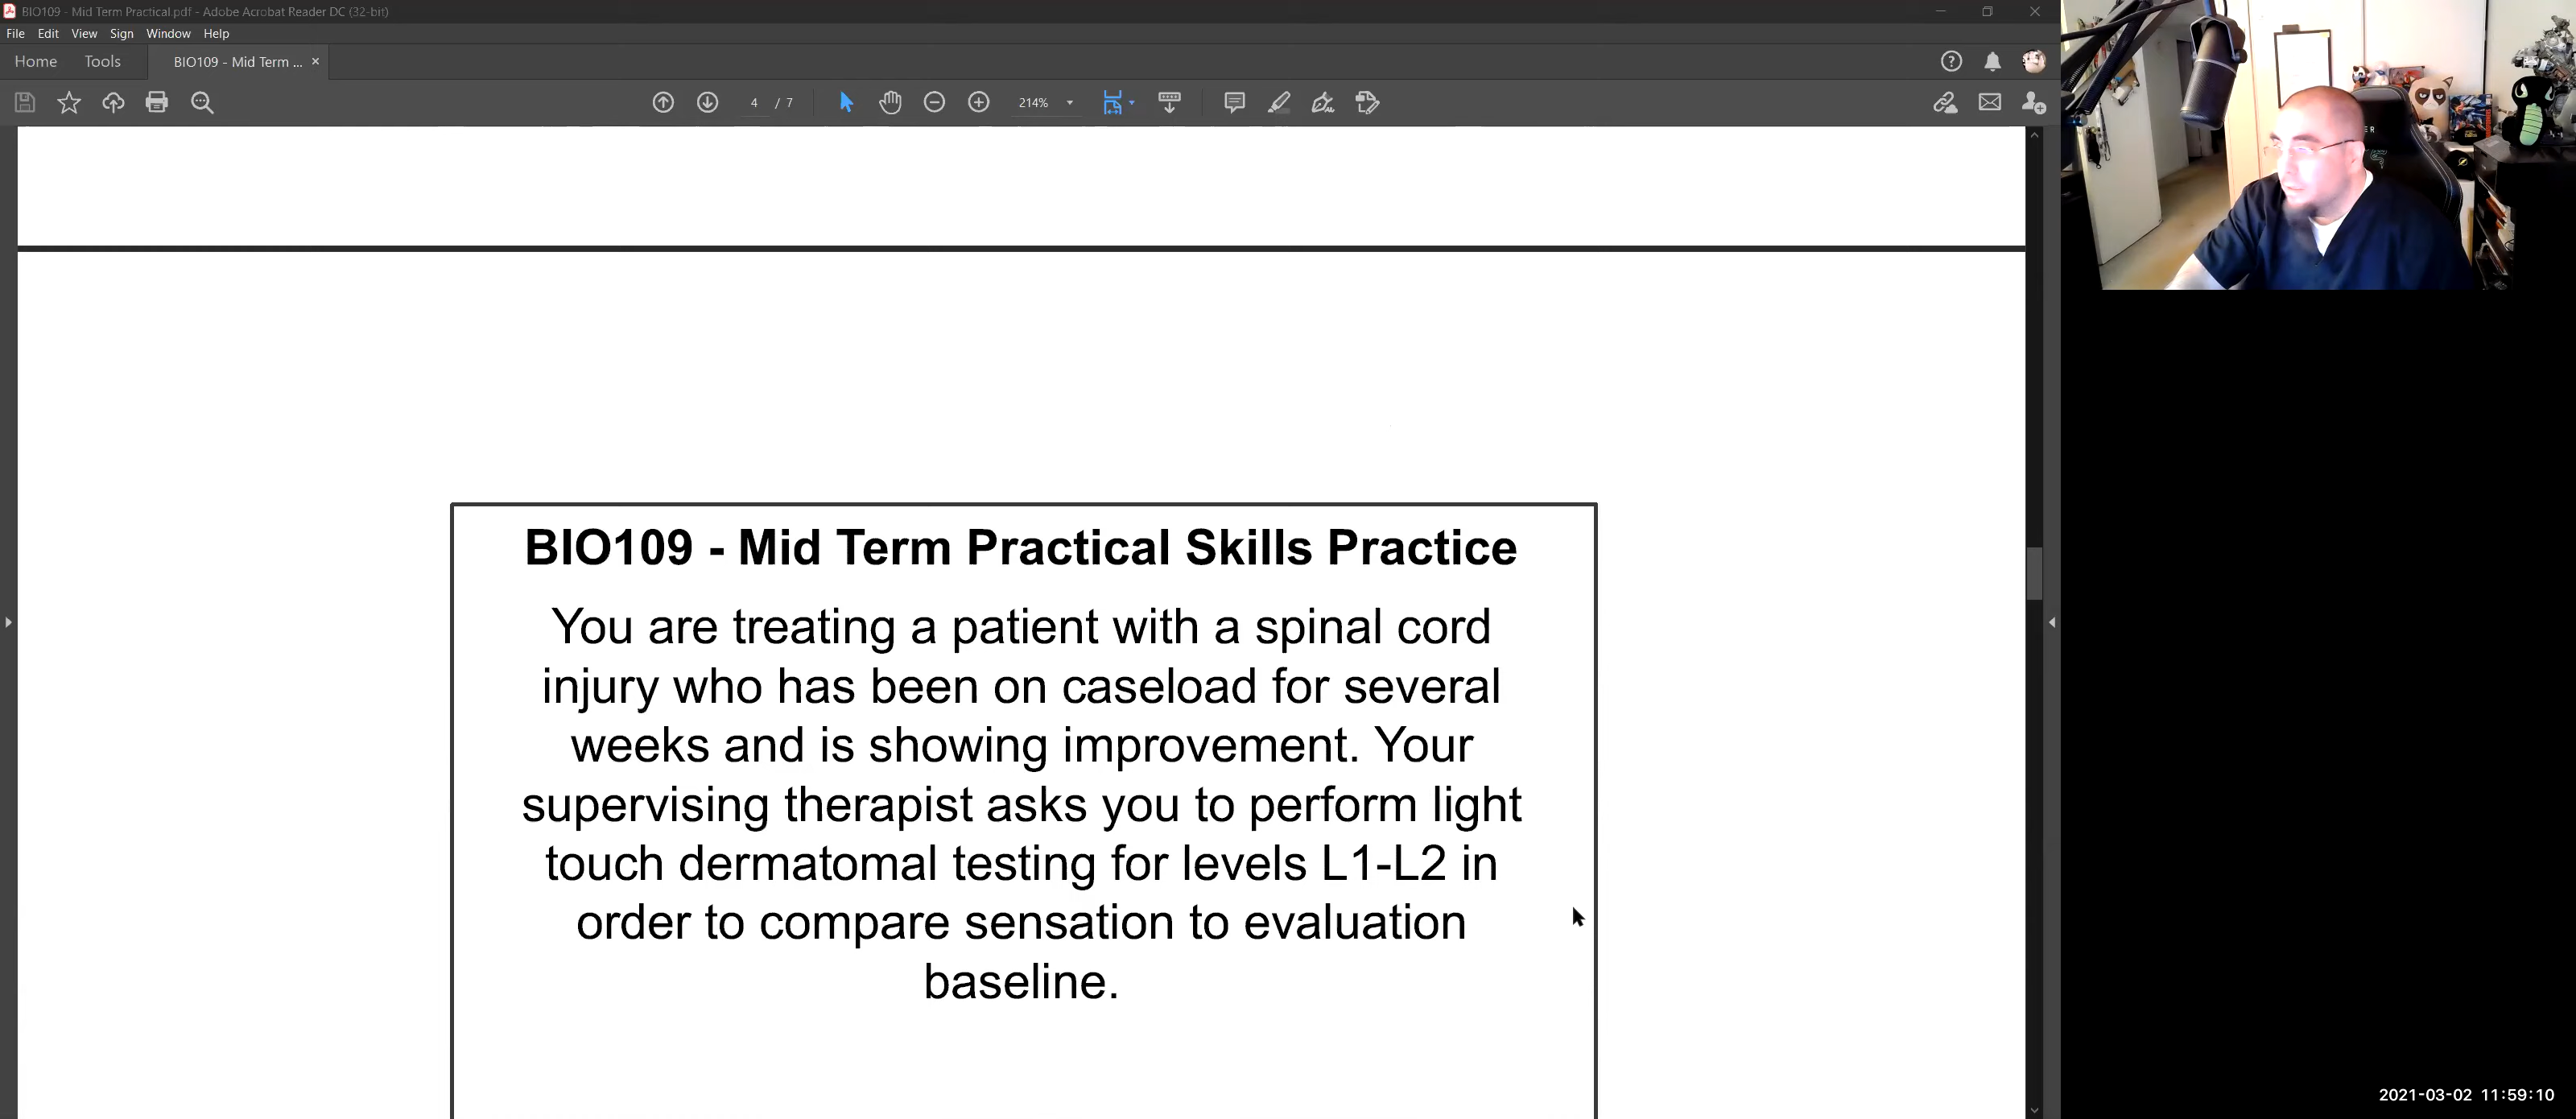 BIO109 - Mid Term Practical.pdf - Adobe Acrobat Reader DC (32-bit)
File Edit View Sign Window Help
Home Tools BIO109 - Mid Term ... ×
4 / 7 214%
BIO109 - Mid Term Practical Skills Practice
You are treating a patient with a spinal cord
injury who has been on caseload for several
weeks and is showing improvement. Your
supervising therapist asks you to perform light
touch dermatomal testing for levels L1-L2 in
order to compare sensation to evaluation
baseline.
2021-03-02 11:59:10